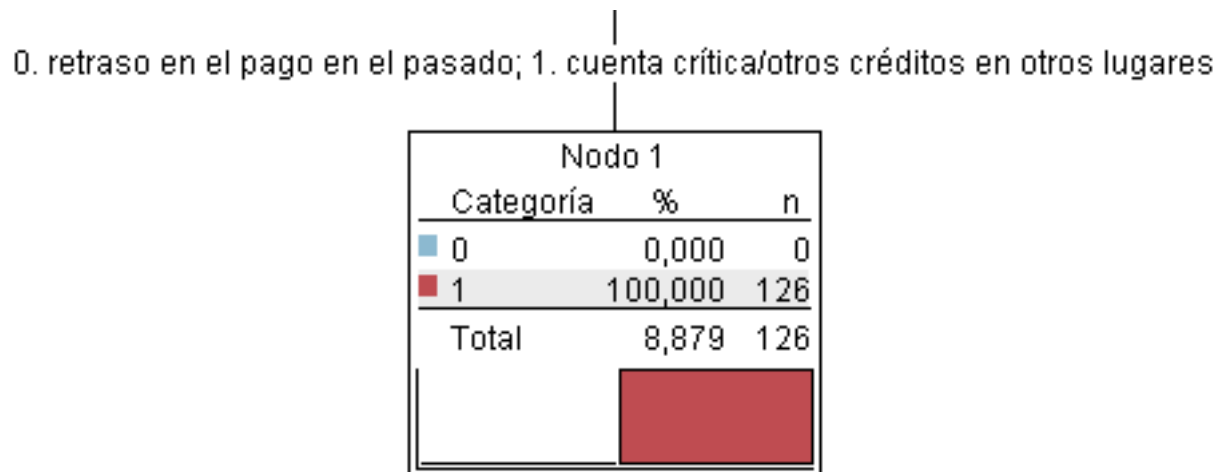 0. retraso en el pago en el pasado; 1. cuenta crítica/otros créditos en otros lugares
Nodo 1
Categoría % n
0 0,000 0
1 100,000 126
Total 8,879 126